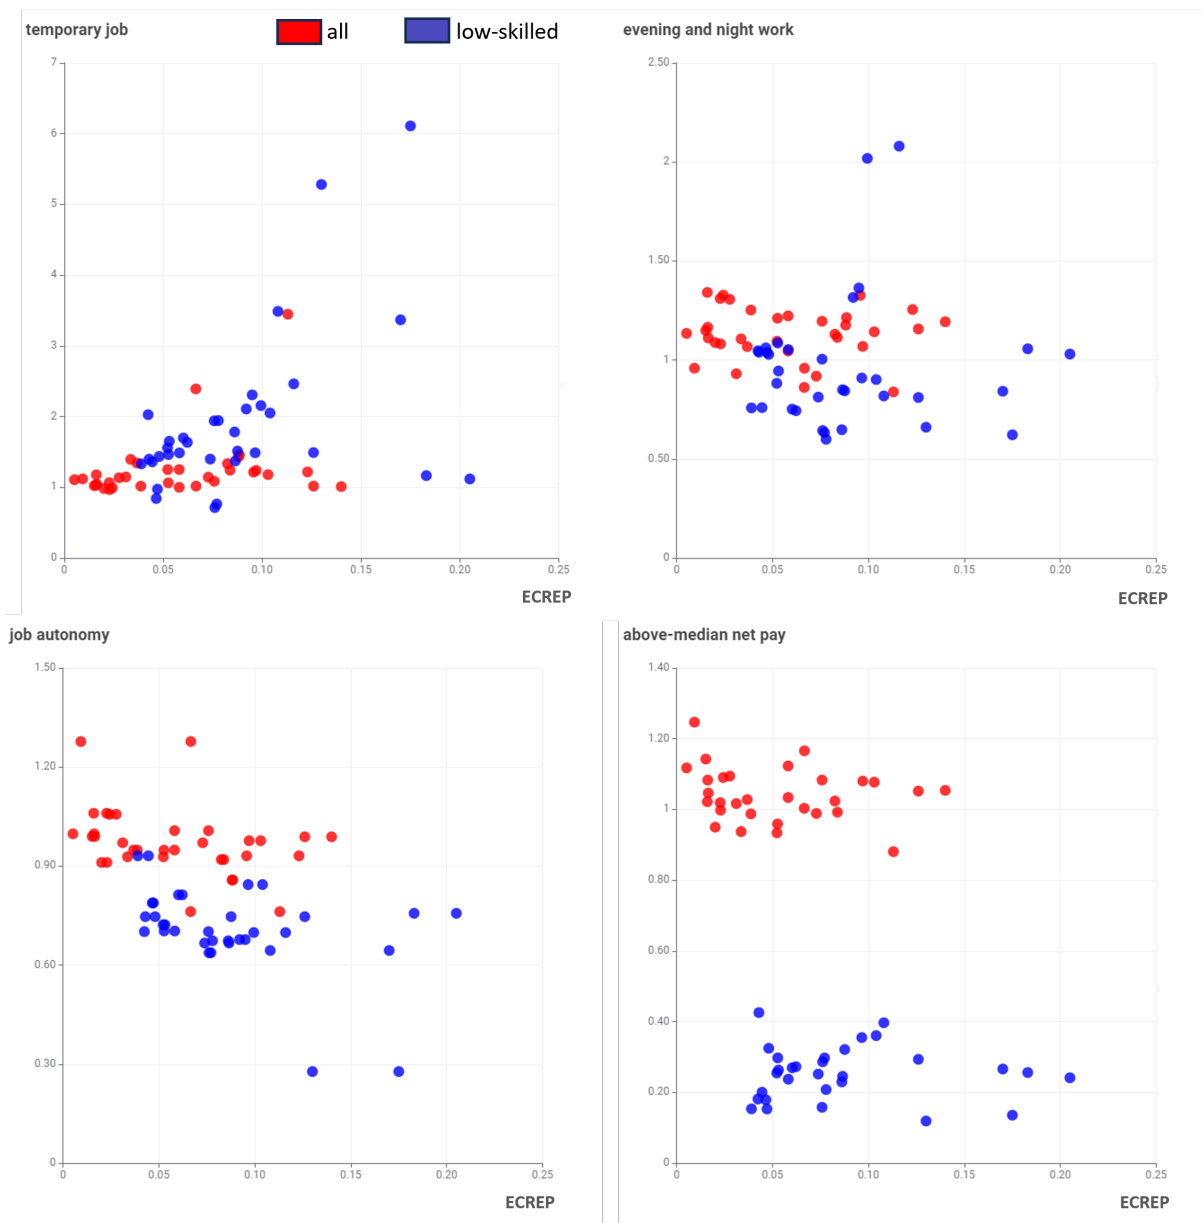 temporary job
all
low-skilled
7
6
5
4
3
2
1
0
0 0.05 0.10 0.15 0.20 0.25
ECREP
evening and night work
2.50
2
1.50
1
0.50
0
0 0.05 0.10 0.15 0.20 0.25
ECREP
job autonomy
1.50
1.20
0.90
0.60
0.30
0
0 0.05 0.10 0.15 0.20 0.25
ECREP
above-median net pay
1.40
1.20
1
0.80
0.60
0.40
0.20
0
0 0.05 0.10 0.15 0.20 0.25
ECREP